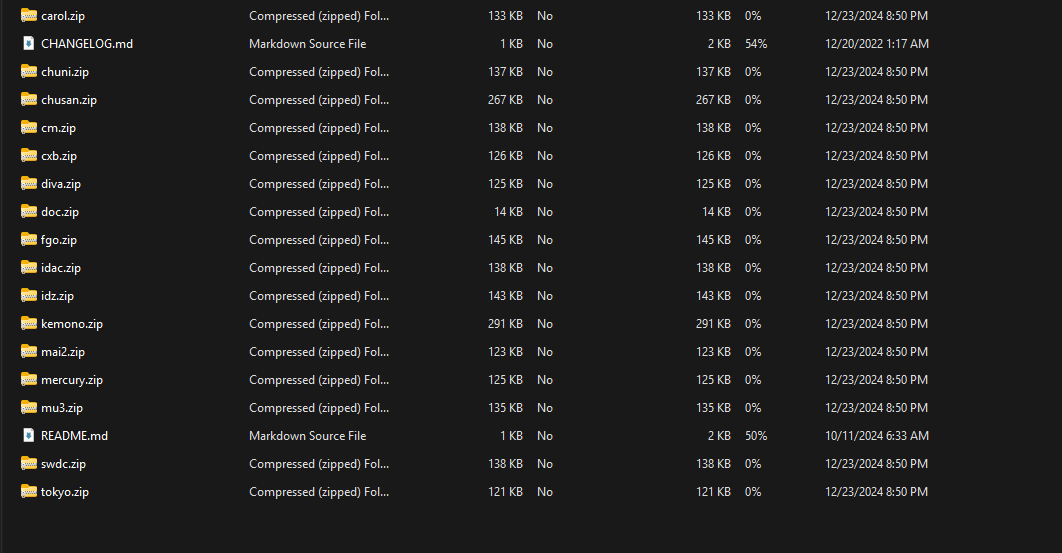 carol.zip Compressed (zipped) Fol... 133 KB No 133 KB 0% 12/23/2024 8:50 PM
CHANGELOG.md Markdown Source File 1 KB No 2 KB 54% 12/20/2022 1:17 AM
chuni.zip Compressed (zipped) Fol... 137 KB No 137 KB 0% 12/23/2024 8:50 PM
chusan.zip Compressed (zipped) Fol... 267 KB No 267 KB 0% 12/23/2024 8:50 PM
cm.zip Compressed (zipped) Fol... 138 KB No 138 KB 0% 12/23/2024 8:50 PM
cxb.zip Compressed (zipped) Fol... 126 KB No 126 KB 0% 12/23/2024 8:50 PM
diva.zip Compressed (zipped) Fol... 125 KB No 125 KB 0% 12/23/2024 8:50 PM
doc.zip Compressed (zipped) Fol... 14 KB No 14 KB 0% 12/23/2024 8:50 PM
fgo.zip Compressed (zipped) Fol... 145 KB No 145 KB 0% 12/23/2024 8:50 PM
idac.zip Compressed (zipped) Fol... 138 KB No 138 KB 0% 12/23/2024 8:50 PM
idz.zip Compressed (zipped) Fol... 143 KB No 143 KB 0% 12/23/2024 8:50 PM
kemono.zip Compressed (zipped) Fol... 291 KB No 291 KB 0% 12/23/2024 8:50 PM
mai2.zip Compressed (zipped) Fol... 123 KB No 123 KB 0% 12/23/2024 8:50 PM
mercury.zip Compressed (zipped) Fol... 125 KB No 125 KB 0% 12/23/2024 8:50 PM
mu3.zip Compressed (zipped) Fol... 135 KB No 135 KB 0% 12/23/2024 8:50 PM
README.md Markdown Source File 1 KB No 2 KB 50% 10/11/2024 6:33 AM
swdc.zip Compressed (zipped) Fol... 138 KB No 138 KB 0% 12/23/2024 8:50 PM
tokyo.zip Compressed (zipped) Fol... 121 KB No 121 KB 0% 12/23/2024 8:50 PM